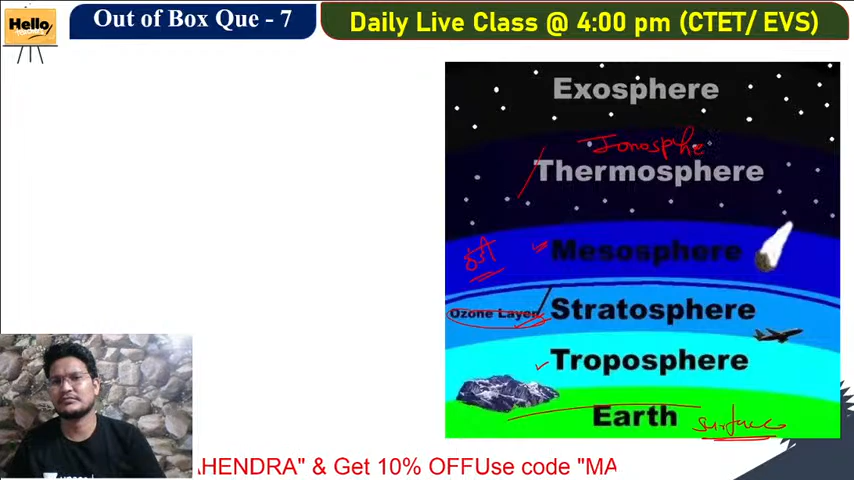 Hello
Out of Box Que - 7
Daily Live Class @ 4:00 pm (CTET/ EVS)
Exosphere
Ionosphe
Thermosphere
Mesosphere
Ozone Layer
Stratosphere
Troposphere
Earth
surface
AHENDRA" & Get 10% OFFUse code "MA